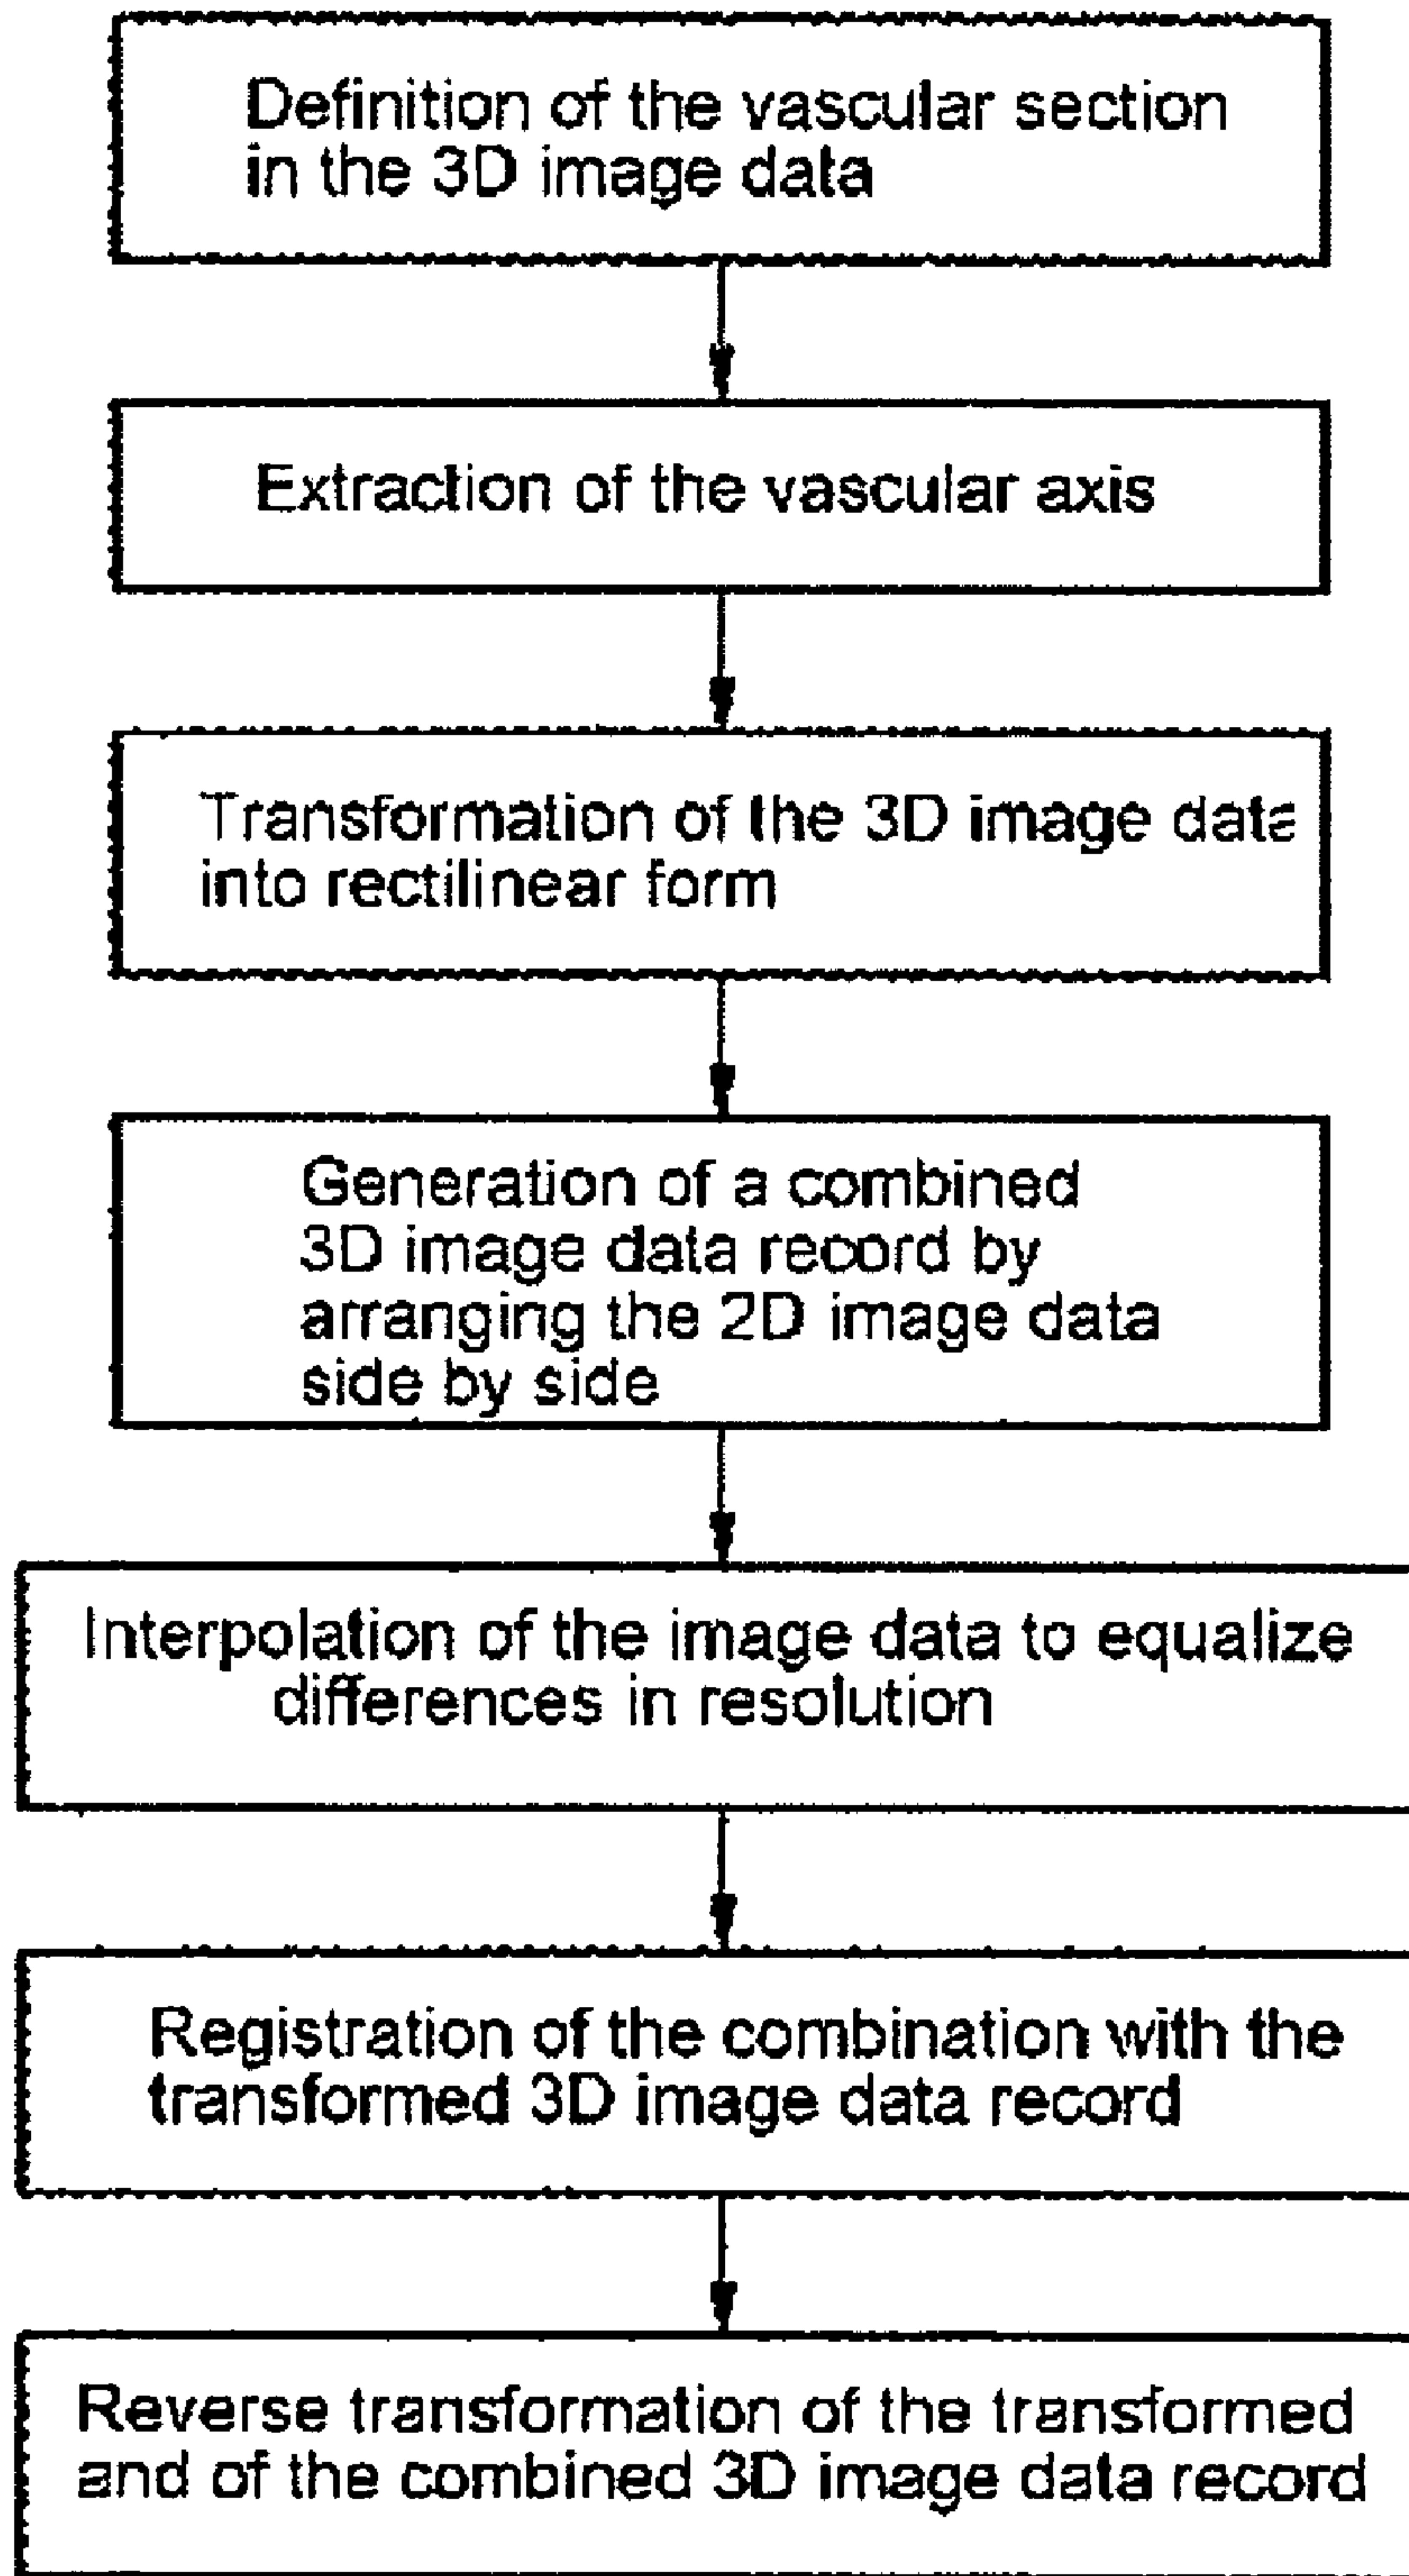 Definition of the vascular section
in the 3D image data
Extraction of the vascular axis
Transformation of the 3D image data
into rectilinear form
Generation of a combined
3D image data record by
arranging the 2D image data
side by side
Interpolation of the image data to equalize
differences in resolution
Registration of the combination with the
transformed 3D image data record
Reverse transformation of the transformed
and of the combined 3D image data record